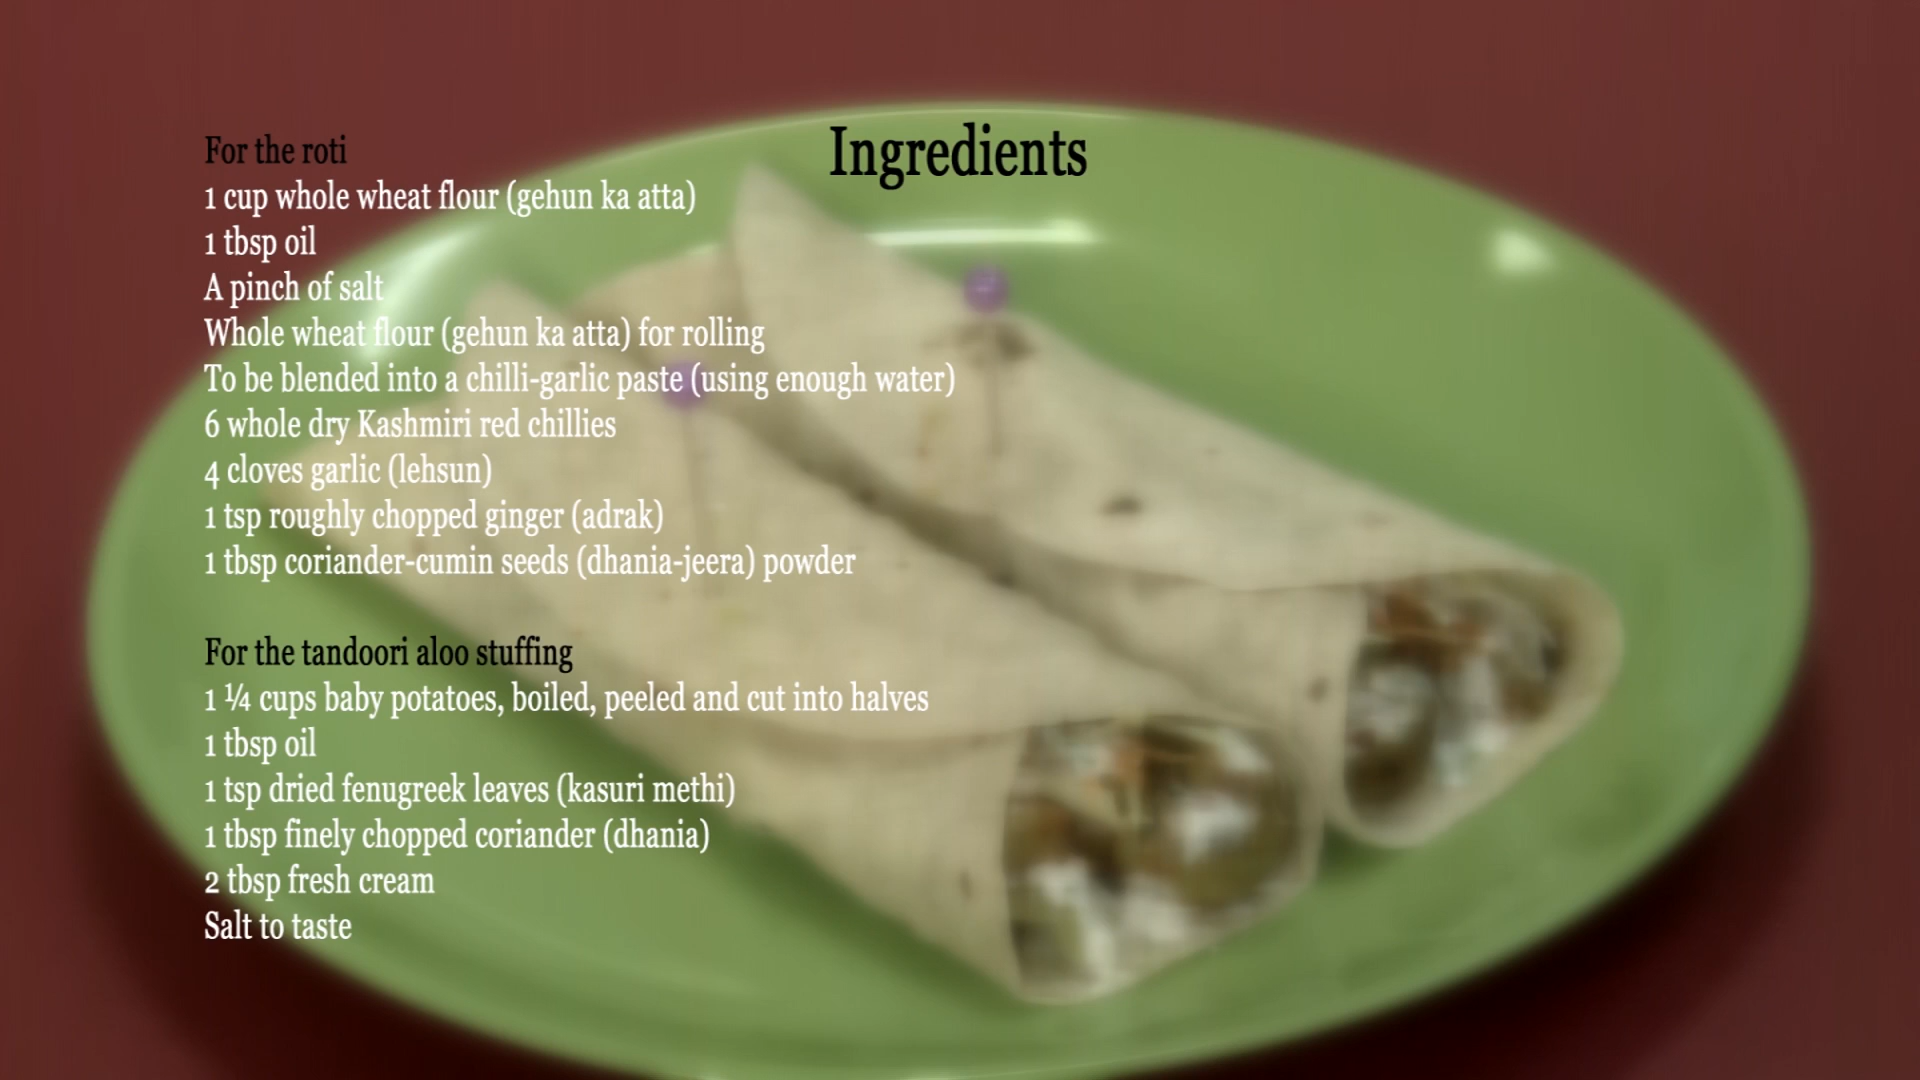 Ingredients
For the roti
1 cup whole wheat flour (gehun ka atta)
1 tbsp oil
A pinch of salt
Whole wheat flour (gehun ka atta) for rolling
To be blended into a chilli-garlic paste (using enough water)
6 whole dry Kashmiri red chillies
4 cloves garlic (lehsun)
1 tsp roughly chopped ginger (adrak)
1 tbsp coriander-cumin seeds (dhania-jeera) powder
For the tandoori aloo stuffing
1 ¼ cups baby potatoes, boiled, peeled and cut into halves
1 tbsp oil
1 tsp dried fenugreek leaves (kasuri methi)
1 tbsp finely chopped coriander (dhania)
2 tbsp fresh cream
Salt to taste